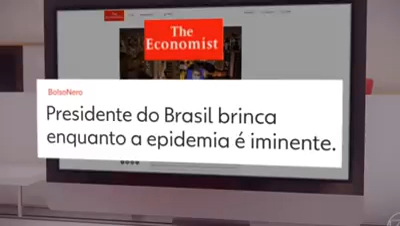 The
Economist
BolsoNero
Presidente do Brasil brinca
enquanto a epidemia é iminente.